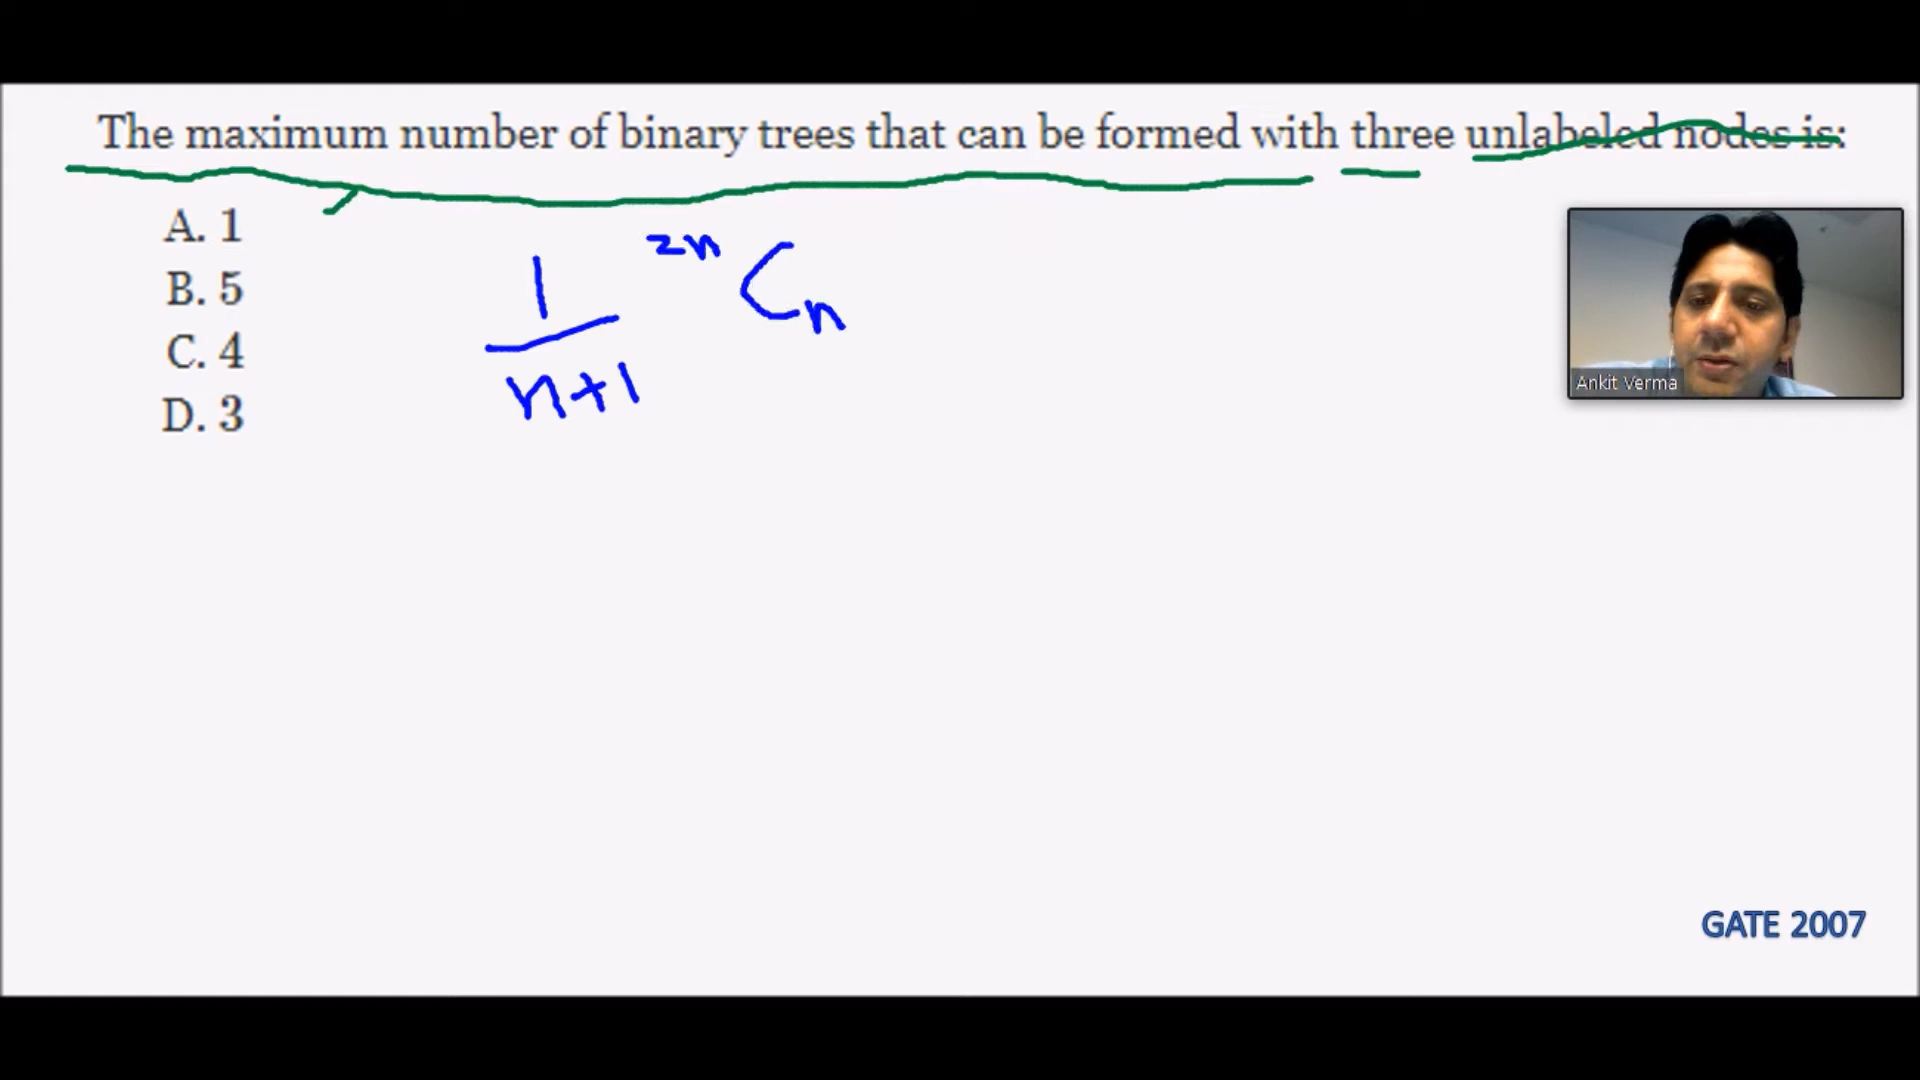 The maximum number of binary trees that can be formed with three unlabeled nodes is:
A. 1
B. 5
C. 4
D. 3
1
n+1
2n
C
n
Ankit Verma
GATE 2007